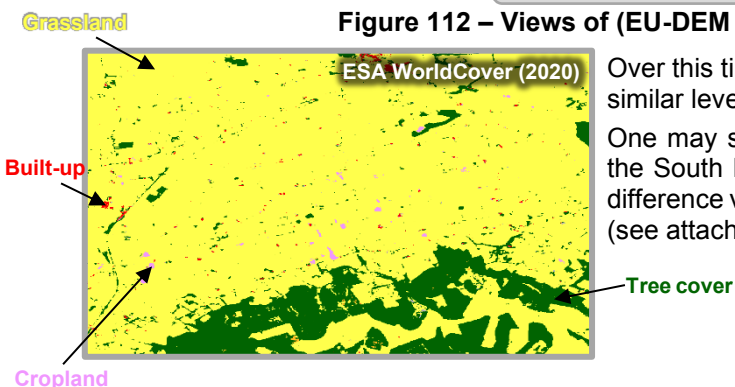 Grassland
Figure 112 – Views of (EU-DEM
ESA WorldCover (2020)
Over this ti
similar leve
One may s
the South
difference v
(see attach
Built-up
Tree cover
Cropland